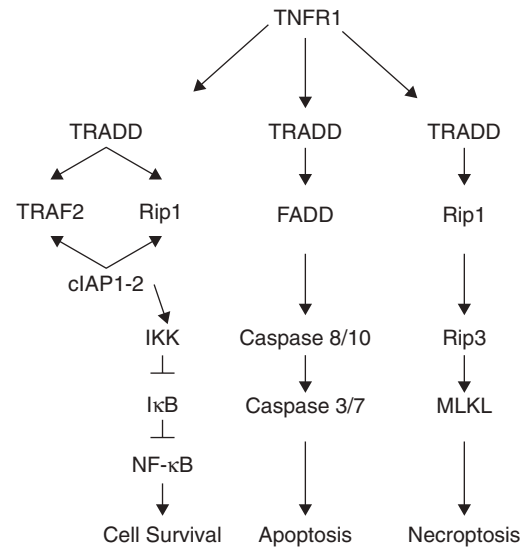 TNFR1
TRADD TRADD TRADD
TRAF2 Rip1 FADD Rip1
cIAP1-2
IKK Caspase 8/10 Rip3
IκB Caspase 3/7 MLKL
NF-κB
Cell Survival Apoptosis Necroptosis